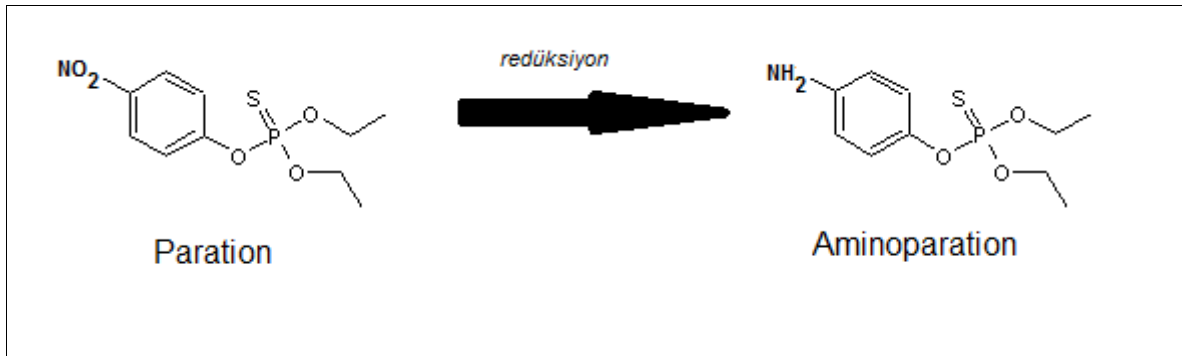 NO2
S
P
O
O
O
Paration
redüksiyon
NH2
S
P
O
O
O
Aminoparation